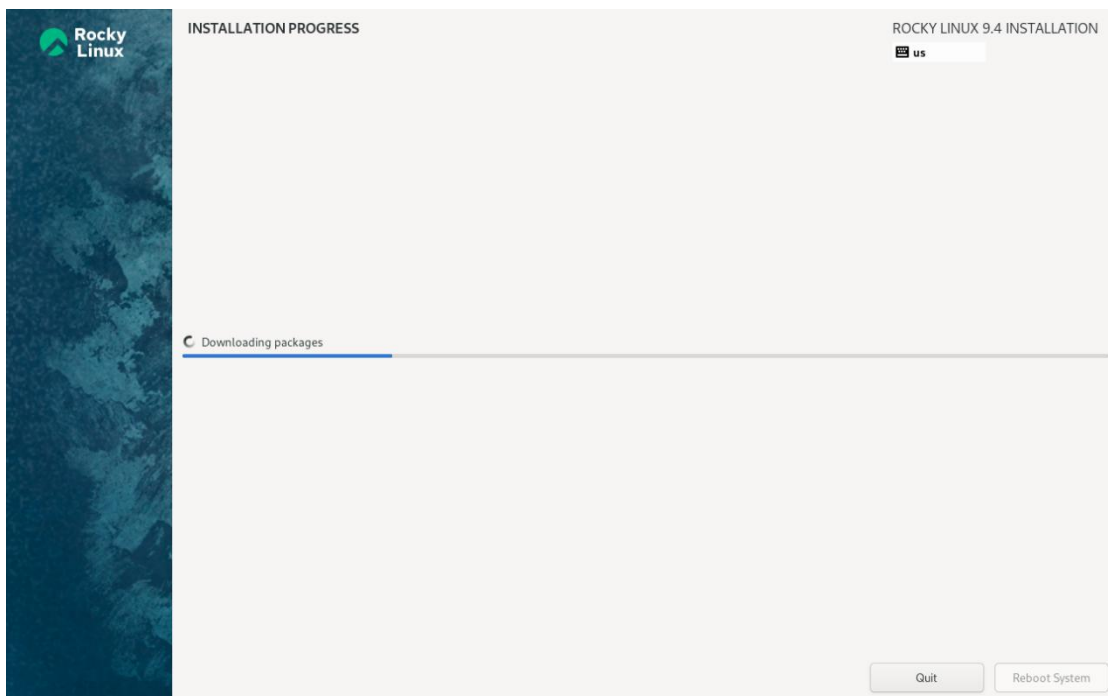 Rocky
Linux
INSTALLATION PROGRESS
ROCKY LINUX 9.4 INSTALLATION
us
Downloading packages
Quit
Reboot System